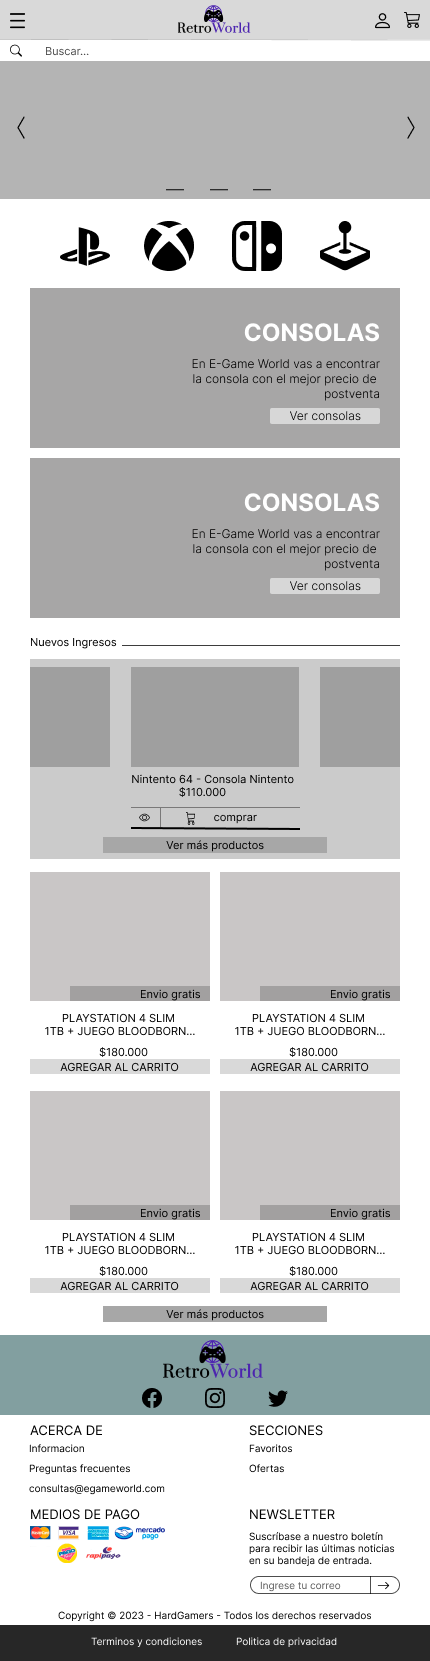 RetroWorld
Buscar...
CONSOLAS
En E-Game World vas a encontrar
la consola con el mejor precio de
postventa
Ver consolas
CONSOLAS
En E-Game World vas a encontrar
la consola con el mejor precio de
postventa
Ver consolas
Nuevos Ingresos
Nintento 64 - Consola Nintento
$110.000
comprar
Ver más productos
Envio gratis
Envio gratis
PLAYSTATION 4 SLIM
1TB + JUEGO BLOODBORN...
$180.000
AGREGAR AL CARRITO
PLAYSTATION 4 SLIM
1TB + JUEGO BLOODBORN...
$180.000
AGREGAR AL CARRITO
Envio gratis
Envio gratis
PLAYSTATION 4 SLIM
1TB + JUEGO BLOODBORN...
$180.000
AGREGAR AL CARRITO
PLAYSTATION 4 SLIM
1TB + JUEGO BLOODBORN...
$180.000
AGREGAR AL CARRITO
Ver más productos
RetroWorld
ACERCA DE
Informacion
Preguntas frecuentes
consultas@egameworld.com
SECCIONES
Favoritos
Ofertas
MEDIOS DE PAGO
VISA
mercado
pago
rapipago
NEWSLETTER
Suscríbase a nuestro boletín
para recibir las últimas noticias
en su bandeja de entrada.
Ingrese tu correo
Copyright © 2023 - HardGamers - Todos los derechos reservados
Terminos y condiciones
Politica de privacidad